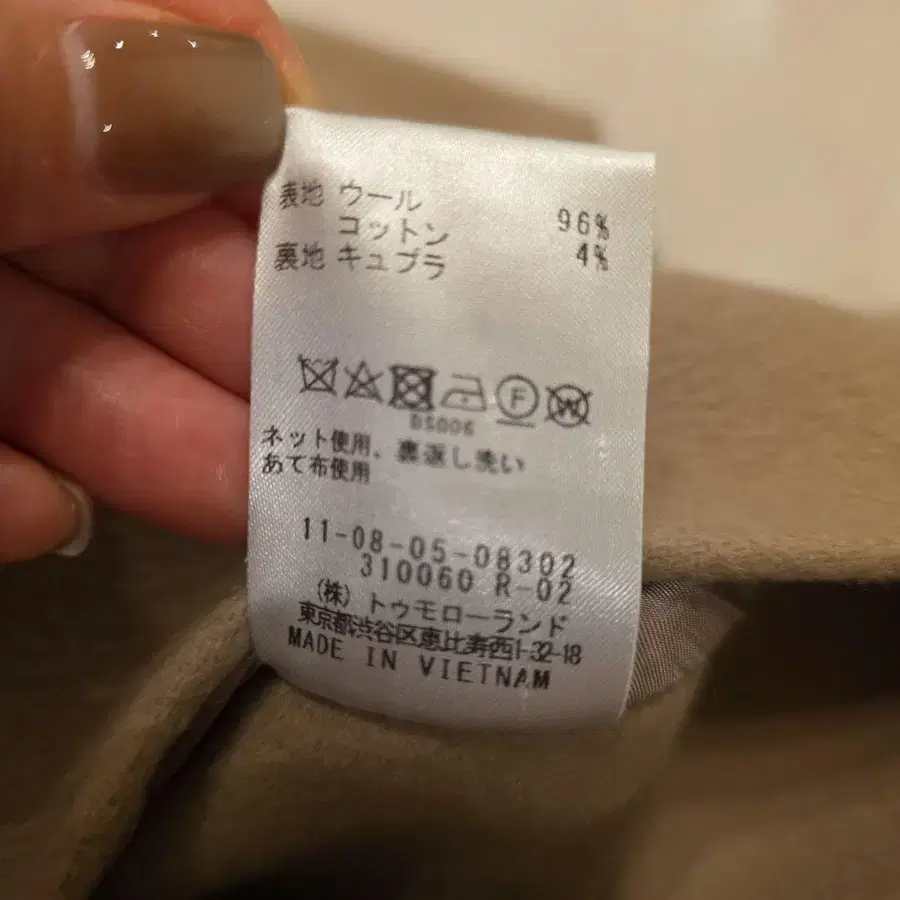 表地 ウール 96%
コットン 4%
裏地 キュプラ
F W
DS006
ネット使用、裏返し洗い
あて布使用
11-08-05-08302
310060 R-02
(株) トゥモローランド
東京都渋谷区恵比寿西1-32-18
MADE IN VIETNAM